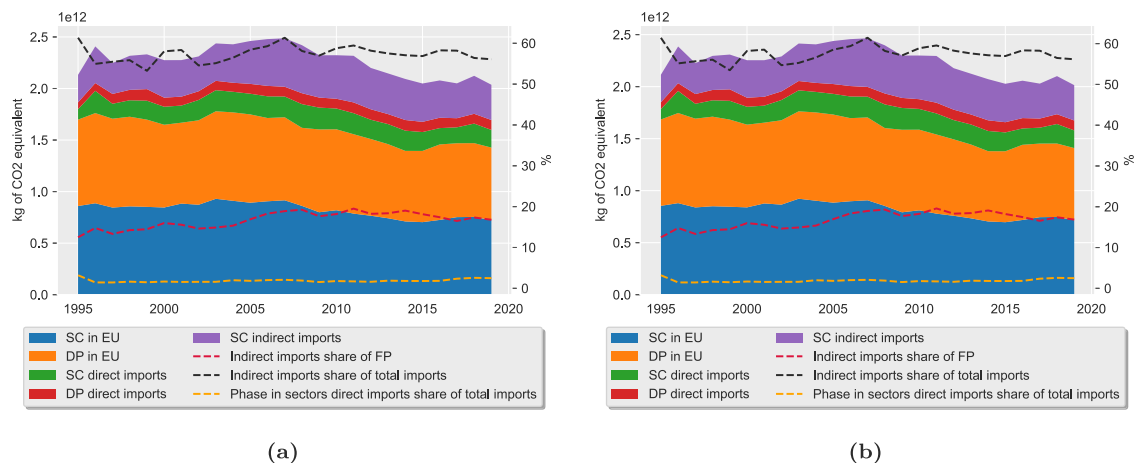 1e12
2.5
2.0
1.5
1.0
0.5
0.0
kg of CO2 equivalent
60
50
40
30
20
10
0
%
1995 2000 2005 2010 2015 2020
SC in EU
DP in EU
SC direct imports
DP direct imports
SC indirect imports
Indirect imports share of FP
Indirect imports share of total imports
Phase in sectors direct imports share of total imports
(a)
1e12
2.5
2.0
1.5
1.0
0.5
0.0
kg of CO2 equivalent
60
50
40
30
20
10
0
%
1995 2000 2005 2010 2015 2020
SC in EU
DP in EU
SC direct imports
DP direct imports
SC indirect imports
Indirect imports share of FP
Indirect imports share of total imports
Phase in sectors direct imports share of total imports
(b)